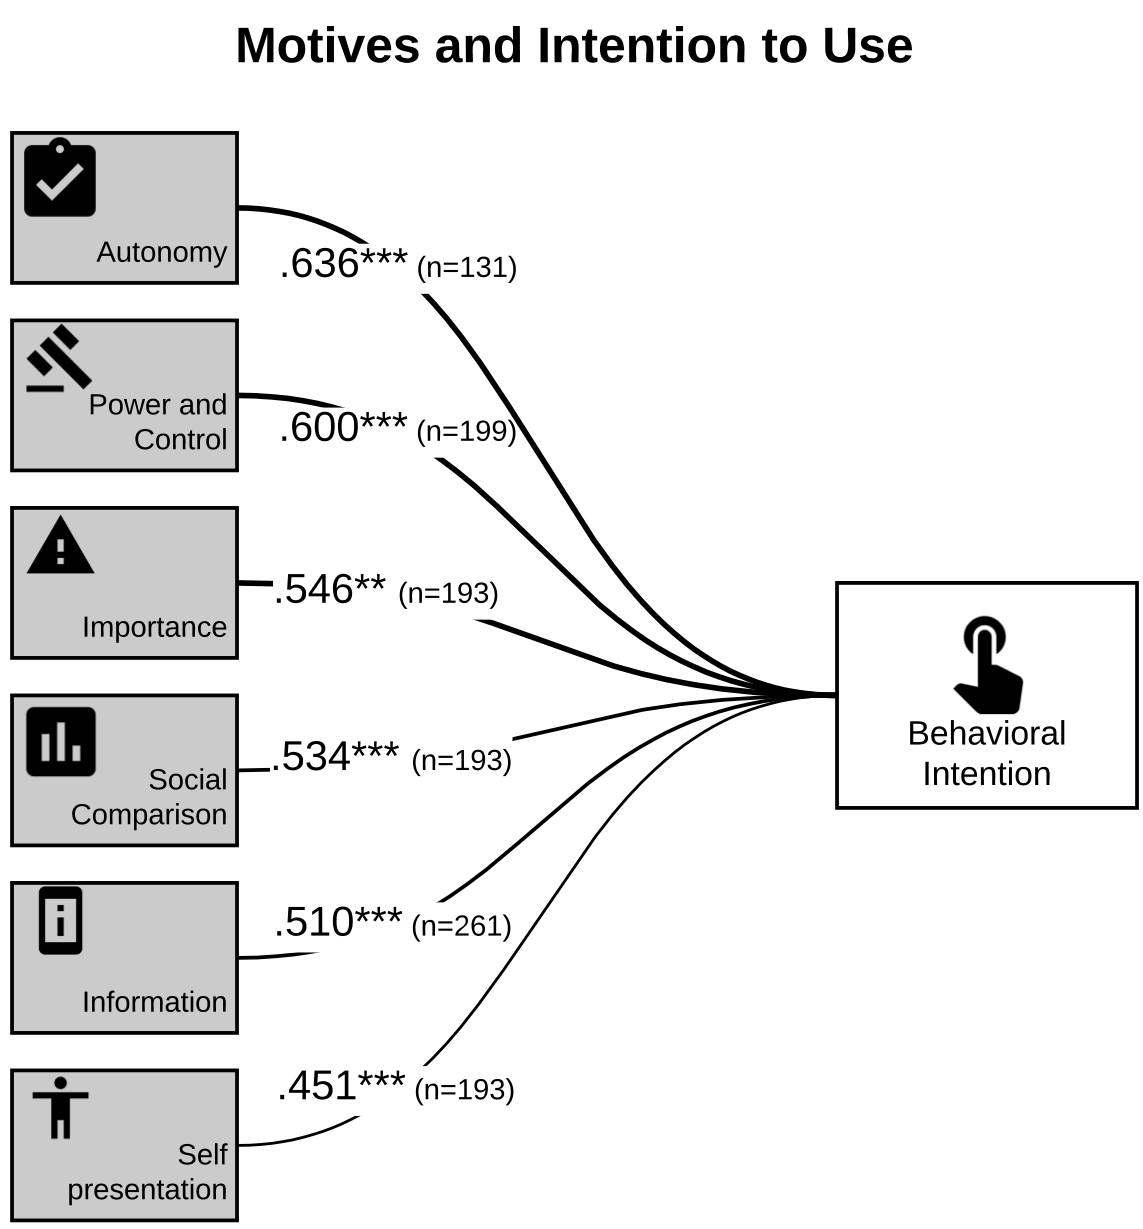 Motives and Intention to Use
Autonomy
.636*** (n=131)
Power and
Control
.600*** (n=199)
Importance
.546** (n=193)
Social
Comparison
.534*** (n=193)
Information
.510*** (n=261)
Self
presentation
.451*** (n=193)
Behavioral
Intention